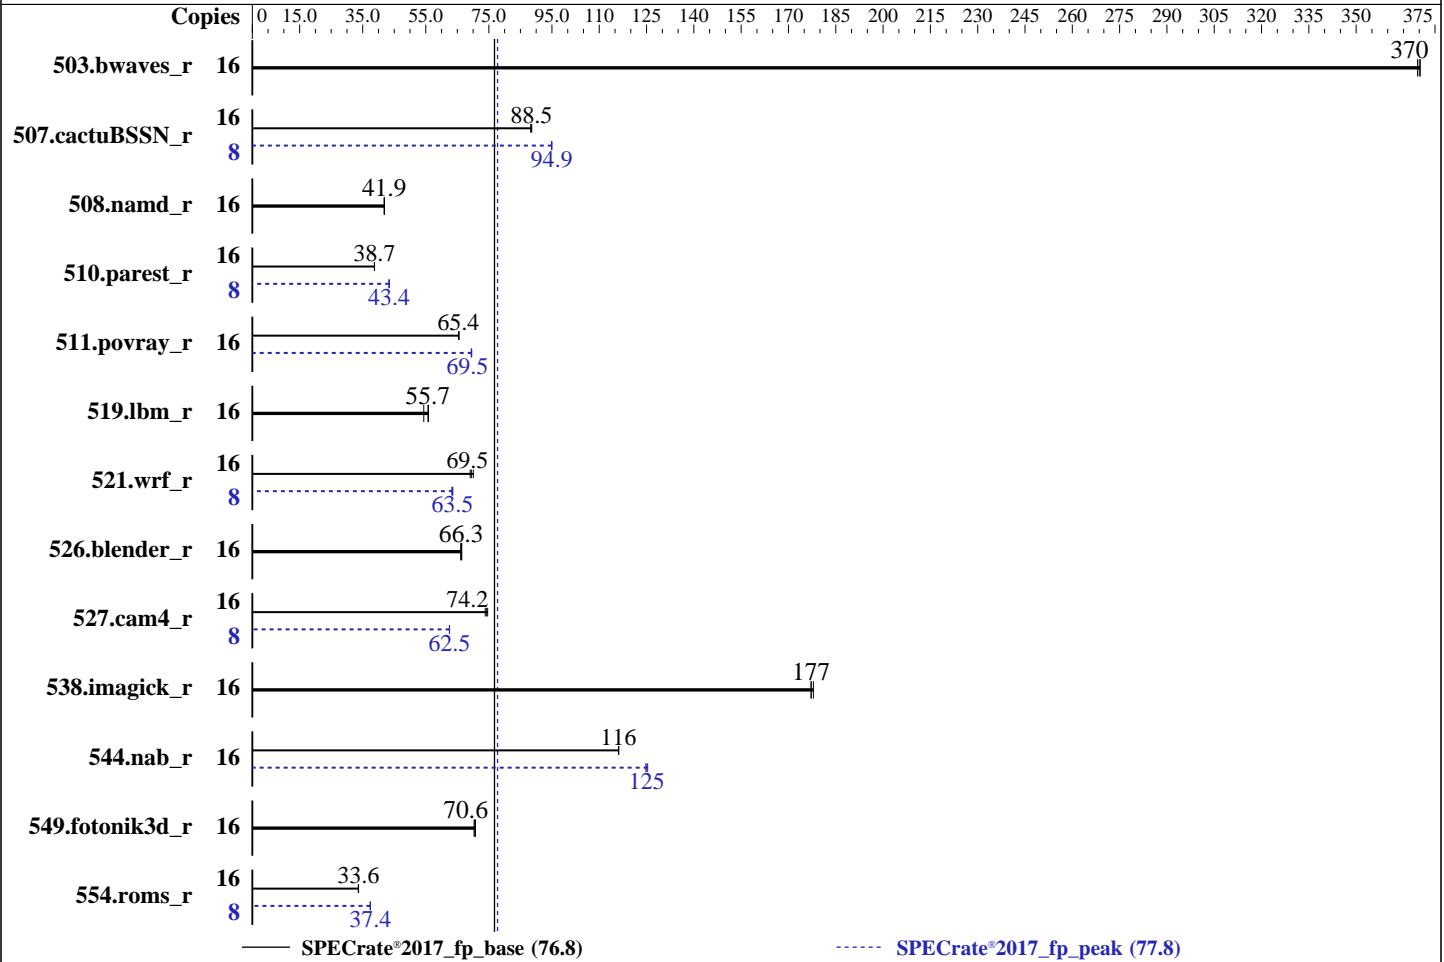 Copies 0 15.0 35.0 55.0 75.0 95.0 110 125 140 155 170 185 200 215 230 245 260 275 290 305 320 335 350 375
503.bwaves_r 16 370
507.cactuBSSN_r 16 88.5
8 94.9
508.namd_r 16 41.9
510.parest_r 16 38.7
8 43.4
511.povray_r 16 65.4
69.5
519.lbm_r 16 55.7
521.wrf_r 16 69.5
8 63.5
526.blender_r 16 66.3
527.cam4_r 16 74.2
8 62.5
538.imagick_r 16 177
544.nab_r 16 116
125
549.fotonik3d_r 16 70.6
554.roms_r 16 33.6
8 37.4
SPECrate®2017_fp_base (76.8) SPECrate®2017_fp_peak (77.8)